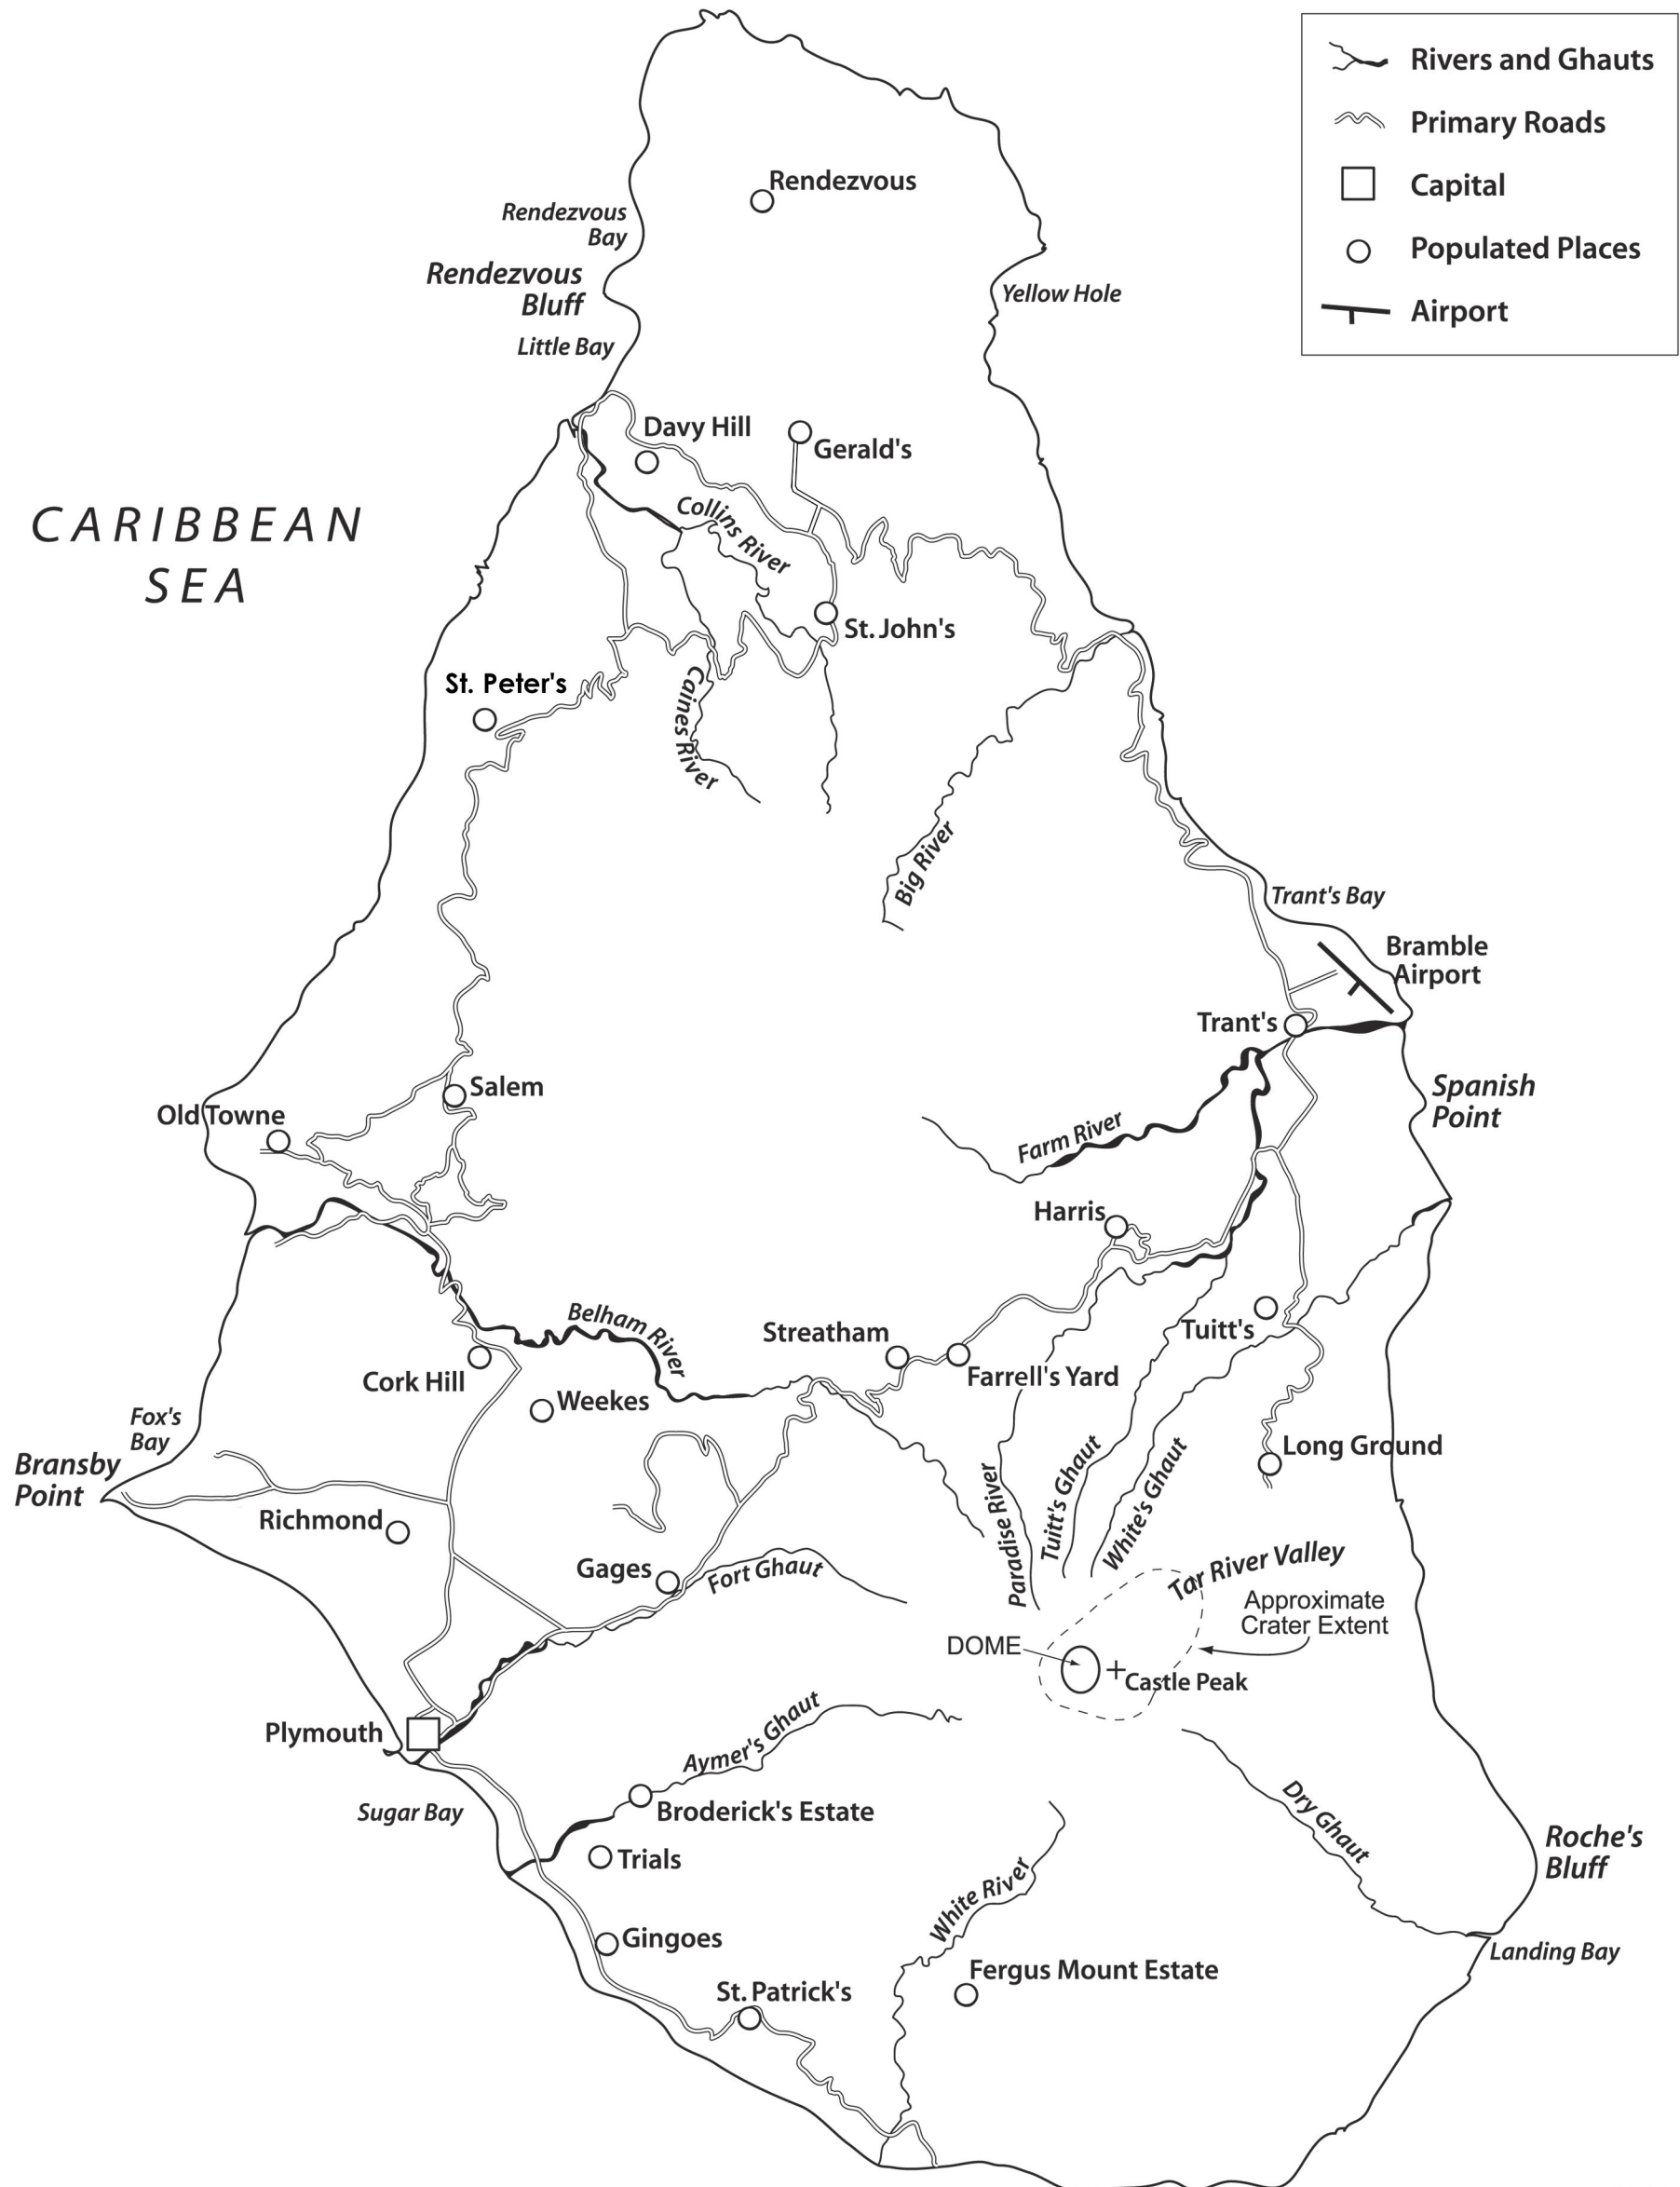 Rivers and Ghauts
Primary Roads
Capital
Populated Places
Airport
Rendezvous
Rendezvous
Bay
Rendezvous
Bluff
Yellow Hole
Little Bay
Davy Hill
Gerald's
CARIBBEAN
SEA
Collins River
St. John's
St. Peter's
Caines River
Big River
Trant's Bay
Bramble
Airport
Trant's
Spanish
Point
Salem
Old Towne
Farm River
Harris
Belham River
Streatham
Tuitt's
Cork Hill
Farrell's Yard
Weekes
Fox's
Bay
Bransby
Point
Long Ground
Richmond
Paradise River
Tuitt's Ghaut
White's Ghaut
Gages
Fort Ghaut
Tar River Valley
Approximate
Crater Extent
DOME
Castle Peak
Plymouth
Aymer's Ghaut
Sugar Bay
Broderick's Estate
Dry Ghaut
Roche's
Bluff
Trials
White River
Gingoes
Landing Bay
Fergus Mount Estate
St. Patrick's